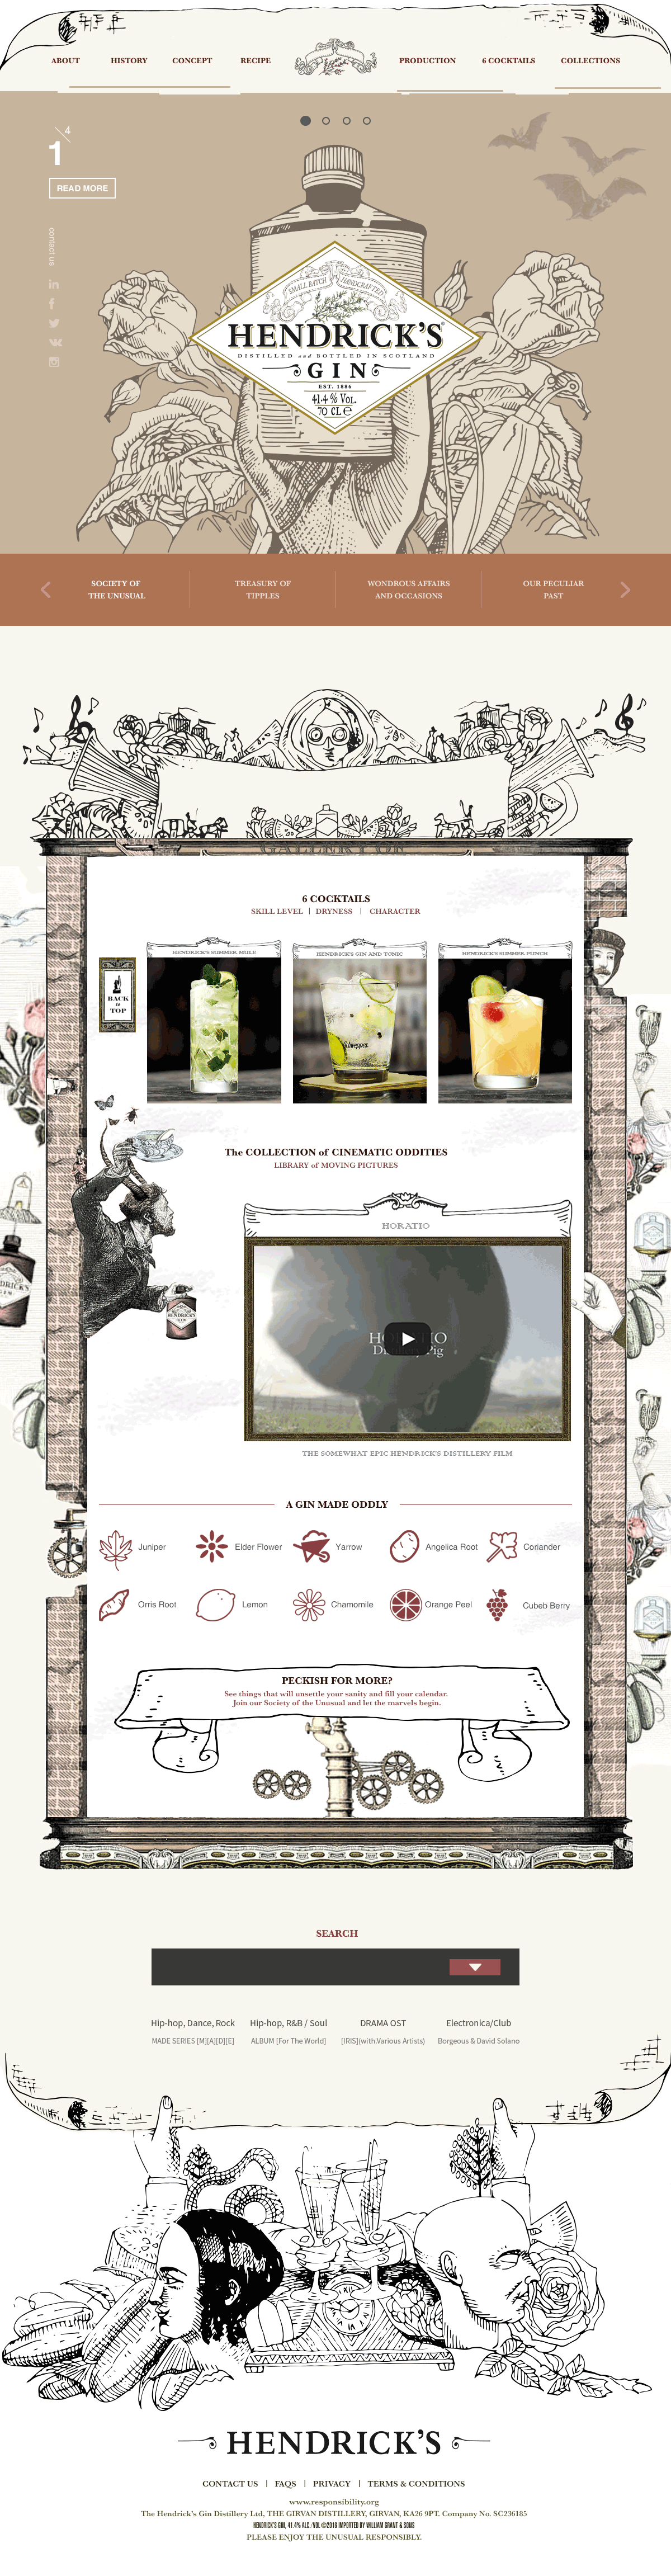 ABOUT HISTORY CONCEPT RECIPE PRODUCTION 6 COCKTAILS COLLECTIONS
1 4
READ MORE
contact us
SMALL BATCH HANDCRAFTED
HENDRICK'S
DISTILLED and BOTTLED IN SCOTLAND
GIN
EST. 1886
41.4 % VOL.
70 CL e
SOCIETY OF
THE UNUSUAL
TREASURY OF
TIPPLES
WONDROUS AFFAIRS
AND OCCASIONS
OUR PECULIAR
PAST
GALLERY OF
6 COCKTAILS
SKILL LEVEL | DRYNESS | CHARACTER
BACK
to
TOP
HENDRICK'S SUMMER MULE
HENDRICK'S GIN AND TONIC
HENDRICK'S SUMMER PUNCH
Schweppes
The COLLECTION of CINEMATIC ODDITIES
LIBRARY of MOVING PICTURES
HORATIO
HENDRICK'S
GIN
THE SOMEWHAT EPIC HENDRICK'S DISTILLERY FILM
A GIN MADE ODDLY
Juniper Elder Flower Yarrow Angelica Root Coriander
Orris Root Lemon Chamomile Orange Peel Cubeb Berry
PECKISH FOR MORE?
See things that will unsettle your sanity and fill your calendar.
Join our Society of the Unusual and let the marvels begin.
SEARCH
Hip-hop, Dance, Rock Hip-hop, R&B / Soul DRAMA OST Electronica/Club
MADE SERIES [M][A][D][E] ALBUM [For The World] [IRIS](with.Various Artists) Borgeous & David Solano
HENDRICK'S
CONTACT US | FAQS | PRIVACY | TERMS & CONDITIONS
www.responsibility.org
The Hendrick's Gin Distillery Ltd, THE GIRVAN DISTILLERY, GIRVAN, KA26 9PT. Company No. SC236185
HENDRICK'S GIN, 41.4% ALC./VOL ©2016 IMPORTED BY WILLIAM GRANT & SONS
PLEASE ENJOY THE UNUSUAL RESPONSIBLY.